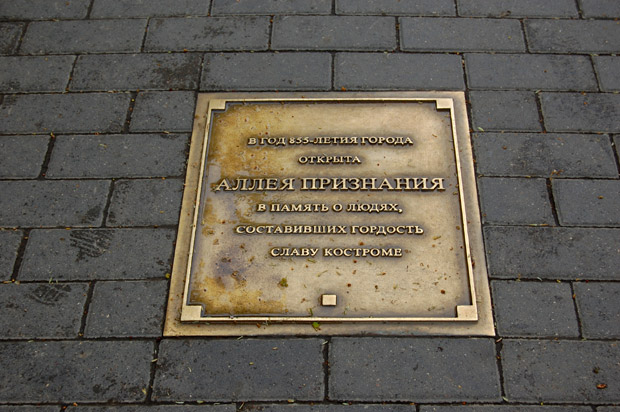 В ГОД 855-ЛЕТИЯ ГОРОДА
ОТКРЫТА
АЛЛЕЯ ПРИЗНАНИЯ
В ПАМЯТЬ О ЛЮДЯХ,
СОСТАВИВШИХ ГОРДОСТЬ
СЛАВУ КОСТРОМЕ